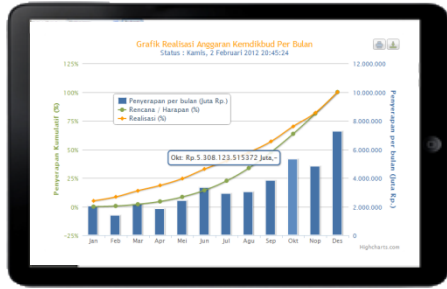 Grafik Realisasi Anggaran Kemdikbud Per Bulan
Status : Kamis, 2 Februari 2012 20:45:24
Penyerapan Kumulatif (%)
125%
100%
75%
50%
25%
0%
-25%
Penyerapan per bulan (Juta Rp.)
Rencana / Harapan (%)
Realisasi (%)
Okt: Rp.5.308.123.515372 Juta,-
12.000.000
10.000.000
8.000.000
6.000.000
4.000.000
2.000.000
0
Penyerapan per bulan (Juta Rp.)
Jan Feb Mar Apr Mei Jun Jul Agu Sep Okt Nop Des
Highcharts.com